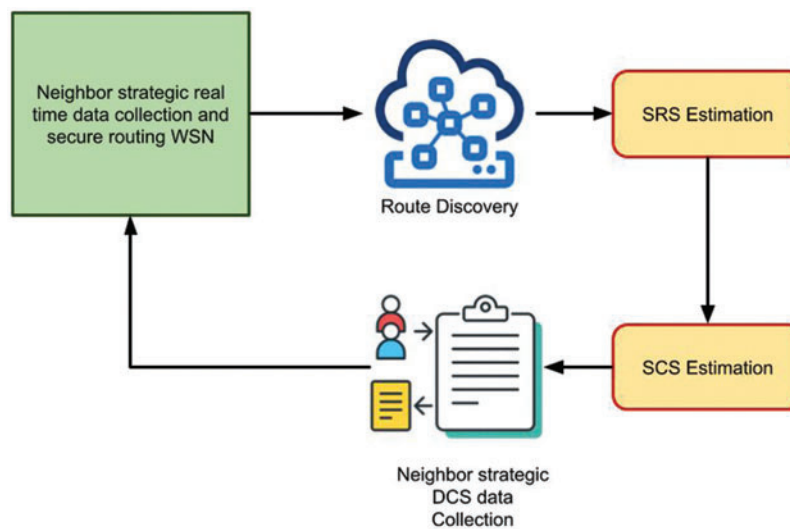 Neighbor strategic real
time data collection and
secure routing WSN
Route Discovery
SRS Estimation
SCS Estimation
Neighbor strategic
DCS data
Collection